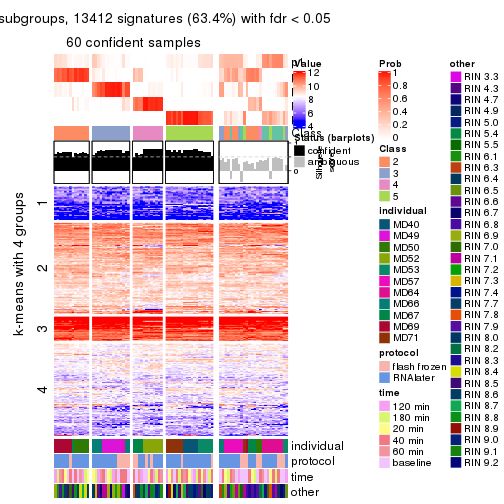 subgroups, 13412 signatures (63.4%) with fdr < 0.05
60 confident samples
k-means with 4 groups
1
2
3
4
Class
individual
protocol
time
other
Value
12
10
8
6
4
Status (barplots)
confident
ambiguous
1
0
Prob
1
0.8
0.6
0.4
0.2
0
Class
2
3
4
5
individual
MD40
MD49
MD50
MD52
MD53
MD57
MD64
MD66
MD67
MD69
MD71
protocol
flash frozen
RNAlater
time
120 min
180 min
20 min
40 min
60 min
baseline
other
RIN 3.3
RIN 4.3
RIN 4.7
RIN 4.9
RIN 5.0
RIN 5.4
RIN 5.5
RIN 6.1
RIN 6.3
RIN 6.4
RIN 6.5
RIN 6.6
RIN 6.7
RIN 6.8
RIN 6.9
RIN 7.0
RIN 7.1
RIN 7.2
RIN 7.3
RIN 7.4
RIN 7.8
RIN 7.9
RIN 8.0
RIN 8.2
RIN 8.3
RIN 8.4
RIN 8.5
RIN 8.6
RIN 8.7
RIN 8.8
RIN 8.9
RIN 9.0
RIN 9.1
RIN 9.2